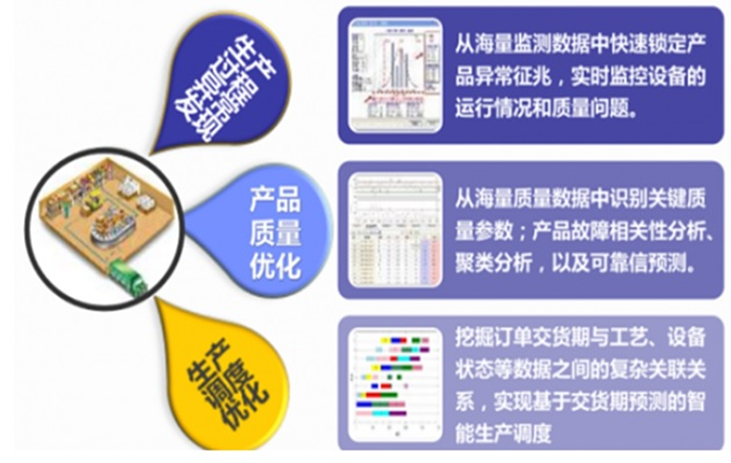 生产
过程
异常
发现
从海量监测数据中快速锁定产
品异常征兆，实时监控设备的
运行情况和质量问题。
产品
质量
优化
从海量质量数据中识别关键质
量参数；产品故障相关性分析、
聚类分析，以及可靠信预测。
生产
调度
优化
挖掘订单交货期与工艺、设备
状态等数据之间的复杂关联关
系，实现基于交货期预测的智
能生产调度